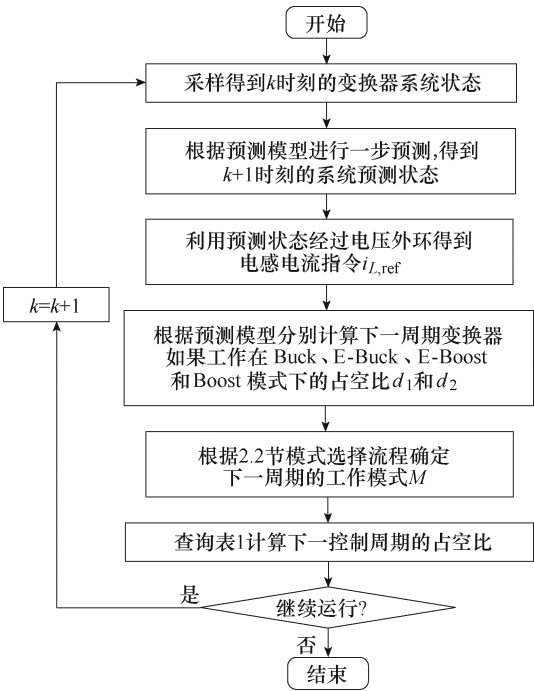 开始
采样得到k时刻的变换器系统状态
根据预测模型进行一步预测,得到
k+1时刻的系统预测状态
利用预测状态经过电压外环得到
电感电流指令iL,ref
k=k+1
根据预测模型分别计算下一周期变换器
如果工作在 Buck、E-Buck、E-Boost
和Boost 模式下的占空比d1和d2
根据2.2节模式选择流程确定
下一周期的工作模式M
查询表1计算下一控制周期的占空比
是
继续运行?
否
结束